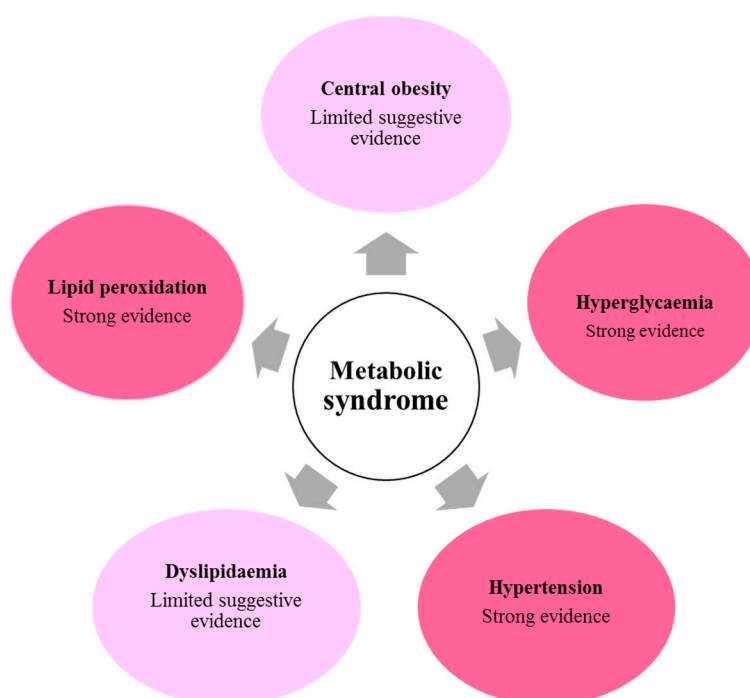 Central obesity
Limited suggestive
evidence
Lipid peroxidation
Strong evidence
Hyperglycaemia
Strong evidence
Metabolic
syndrome
Dyslipidaemia
Limited suggestive
evidence
Hypertension
Strong evidence